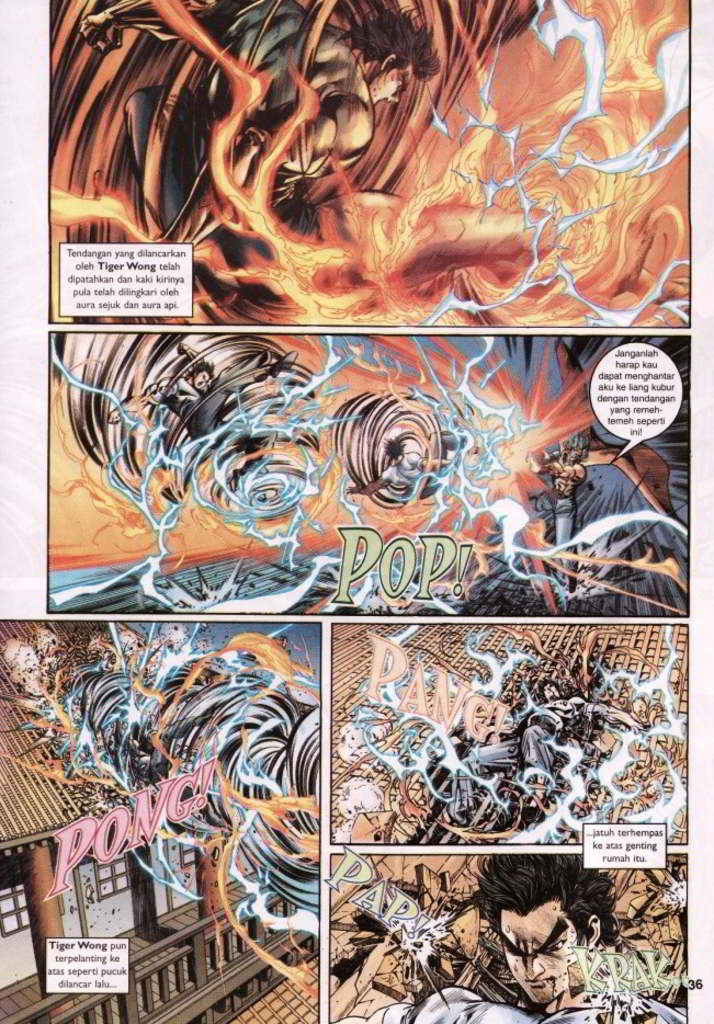 Tendangan yang dilancarkan
oleh Tiger Wong telah
dipatahkan dan kaki kirinya
pula telah dilingkari oleh
aura sejuk dan aura api.
Janganlah
harap kau
dapat menghantar
aku ke liang kubur
dengan tendangan
yang remeh-
temeh seperti
ini!
POP!
PONG!
Tiger Wong pun
terpelanting ke
atas seperti pucuk
dilancar lalu...
PANG!
...jatuh terhempas
ke atas genting
rumah itu.
PAP!
KRAK..
36